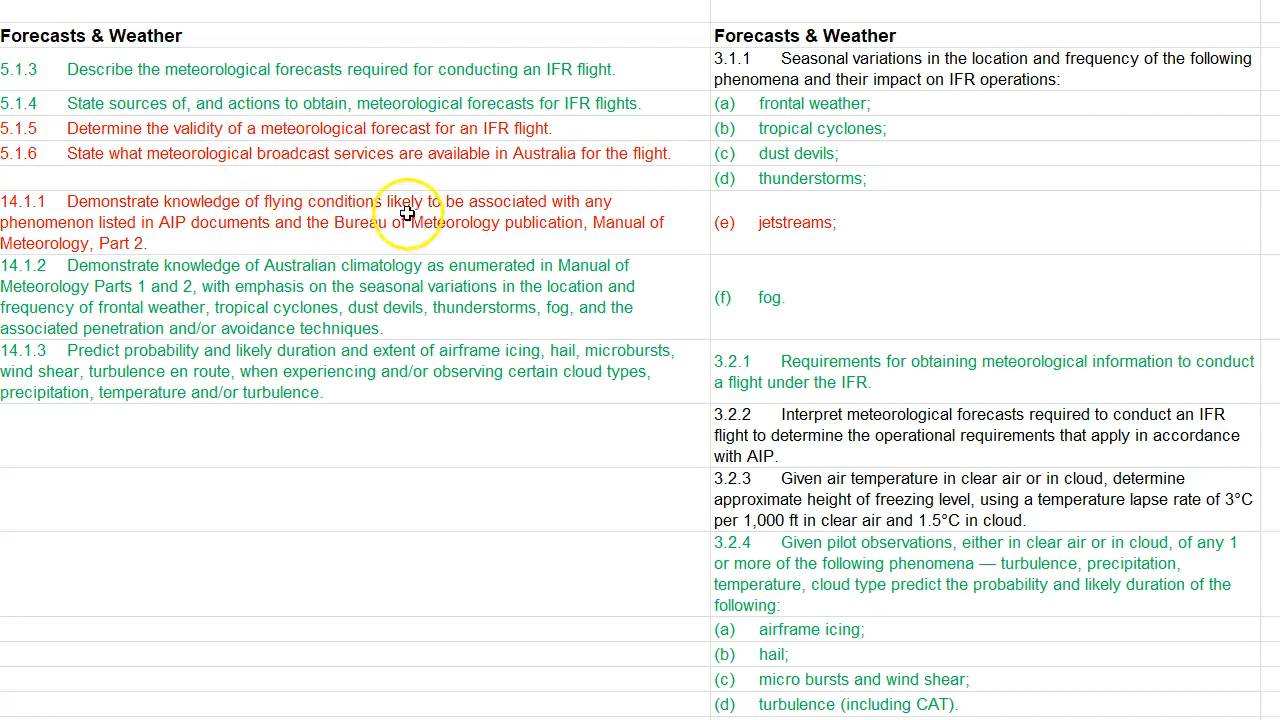 Forecasts & Weather
5.1.3 Describe the meteorological forecasts required for conducting an IFR flight.
5.1.4 State sources of, and actions to obtain, meteorological forecasts for IFR flights.
5.1.5 Determine the validity of a meteorological forecast for an IFR flight.
5.1.6 State what meteorological broadcast services are available in Australia for the flight.
14.1.1 Demonstrate knowledge of flying conditions likely to be associated with any
phenomenon listed in AIP documents and the Bureau of Meteorology publication, Manual of
Meteorology, Part 2.
14.1.2 Demonstrate knowledge of Australian climatology as enumerated in Manual of
Meteorology Parts 1 and 2, with emphasis on the seasonal variations in the location and
frequency of frontal weather, tropical cyclones, dust devils, thunderstorms, fog, and the
associated penetration and/or avoidance techniques.
14.1.3 Predict probability and likely duration and extent of airframe icing, hail, microbursts,
wind shear, turbulence en route, when experiencing and/or observing certain cloud types,
precipitation, temperature and/or turbulence.
Forecasts & Weather
3.1.1 Seasonal variations in the location and frequency of the following
phenomena and their impact on IFR operations:
(a) frontal weather;
(b) tropical cyclones;
(c) dust devils;
(d) thunderstorms;
(e) jetstreams;
(f) fog.
3.2.1 Requirements for obtaining meteorological information to conduct
a flight under the IFR.
3.2.2 Interpret meteorological forecasts required to conduct an IFR
flight to determine the operational requirements that apply in accordance
with AIP.
3.2.3 Given air temperature in clear air or in cloud, determine
approximate height of freezing level, using a temperature lapse rate of 3°C
per 1,000 ft in clear air and 1.5°C in cloud.
3.2.4 Given pilot observations, either in clear air or in cloud, of any 1
or more of the following phenomena — turbulence, precipitation,
temperature, cloud type predict the probability and likely duration of the
following:
(a) airframe icing;
(b) hail;
(c) micro bursts and wind shear;
(d) turbulence (including CAT).